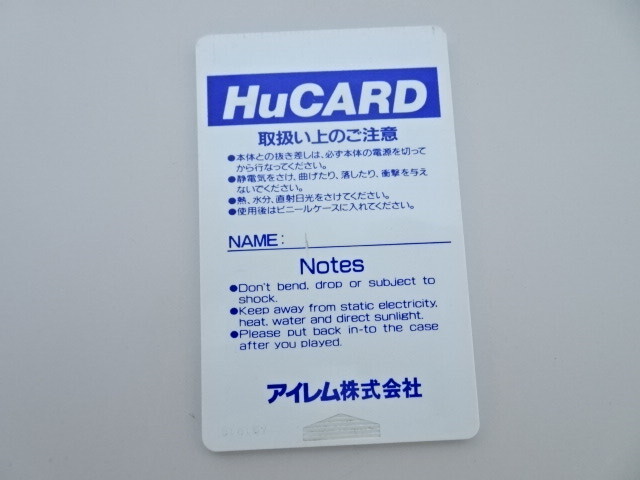 HuCARD
取扱い上のご注意
●本体との抜き差しは、必ず本体の電源を切って
から行なってください。
●静電気をさけ、曲げたり、落したり、衝撃を与え
ないでください。
●熱、水分、直射日光をさけてください。
●使用後はビニールケースに入れてください。
NAME:
Notes
●Don't bend, drop or subject to
shock.
●Keep away from static electricity,
heat, water and direct sunlight.
●Please put back in-to the case
after you played.
アイレム株式会社